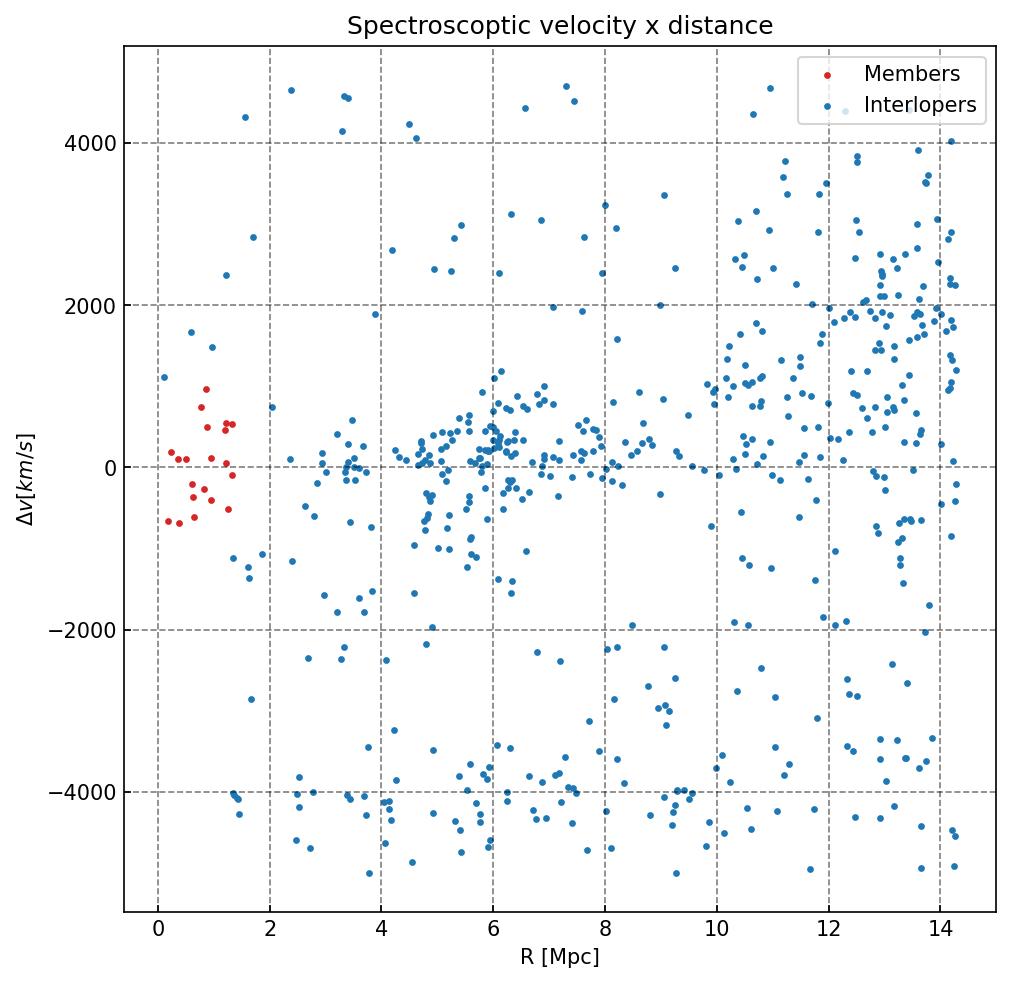 Spectroscoptic velocity x distance
Members
Interlopers
4000
2000
0
−2000
−4000
Δv[km/s]
0 2 4 6 8 10 12 14
R [Mpc]